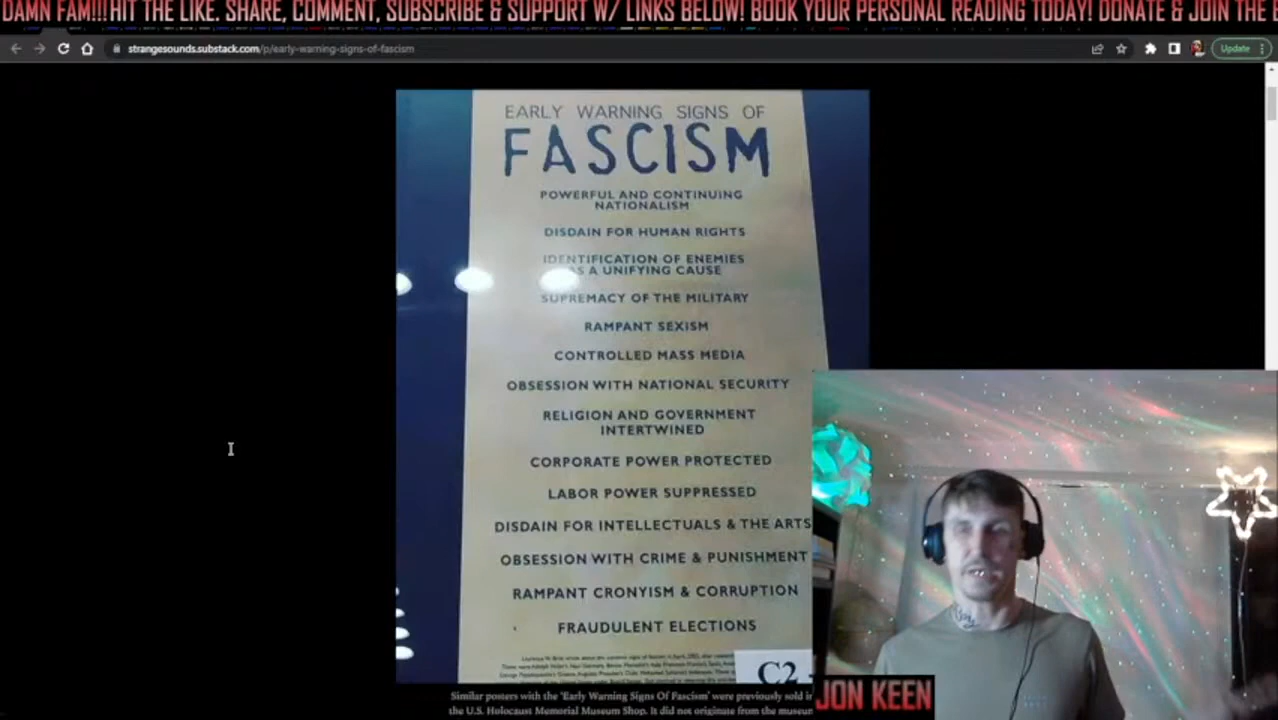 DAMN FAM!!!HIT THE LIKE. SHARE, COMMENT, SUBSCRIBE & SUPPORT W/ LINKS BELOW! BOOK YOUR PERSONAL READING TODAY! DONATE & JOIN THE
strangesounds.substack.com/p/early-warning-signs-of-fascism
Update
EARLY WARNING SIGNS OF
FASCISM
POWERFUL AND CONTINUING
NATIONALISM
DISDAIN FOR HUMAN RIGHTS
IDENTIFICATION OF ENEMIES
AS A UNIFYING CAUSE
SUPREMACY OF THE MILITARY
RAMPANT SEXISM
CONTROLLED MASS MEDIA
OBSESSION WITH NATIONAL SECURITY
RELIGION AND GOVERNMENT
INTERTWINED
CORPORATE POWER PROTECTED
LABOR POWER SUPPRESSED
DISDAIN FOR INTELLECTUALS & THE ARTS
OBSESSION WITH CRIME & PUNISHMENT
RAMPANT CRONYISM & CORRUPTION
FRAUDULENT ELECTIONS
C2
Similar posters with the 'Early Warning Signs Of Fascism' were previously sold in
the U.S. Holocaust Memorial Museum Shop. It did not originate from the museum
JON KEEN